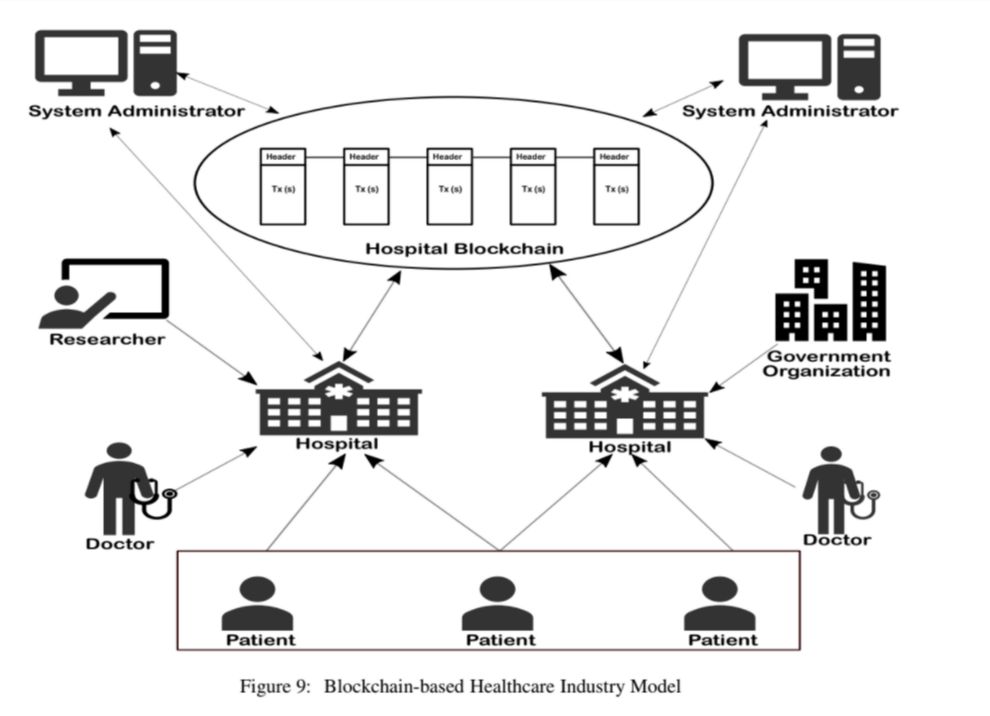 System Administrator
System Administrator
Header
Header
Header
Header
Header
Tx (s)
Tx (s)
Tx (s)
Tx (s)
Tx (s)
Hospital Blockchain
Researcher
Government
Organization
Hospital
Hospital
Doctor
Doctor
Patient
Patient
Patient
Figure 9: Blockchain-based Healthcare Industry Model